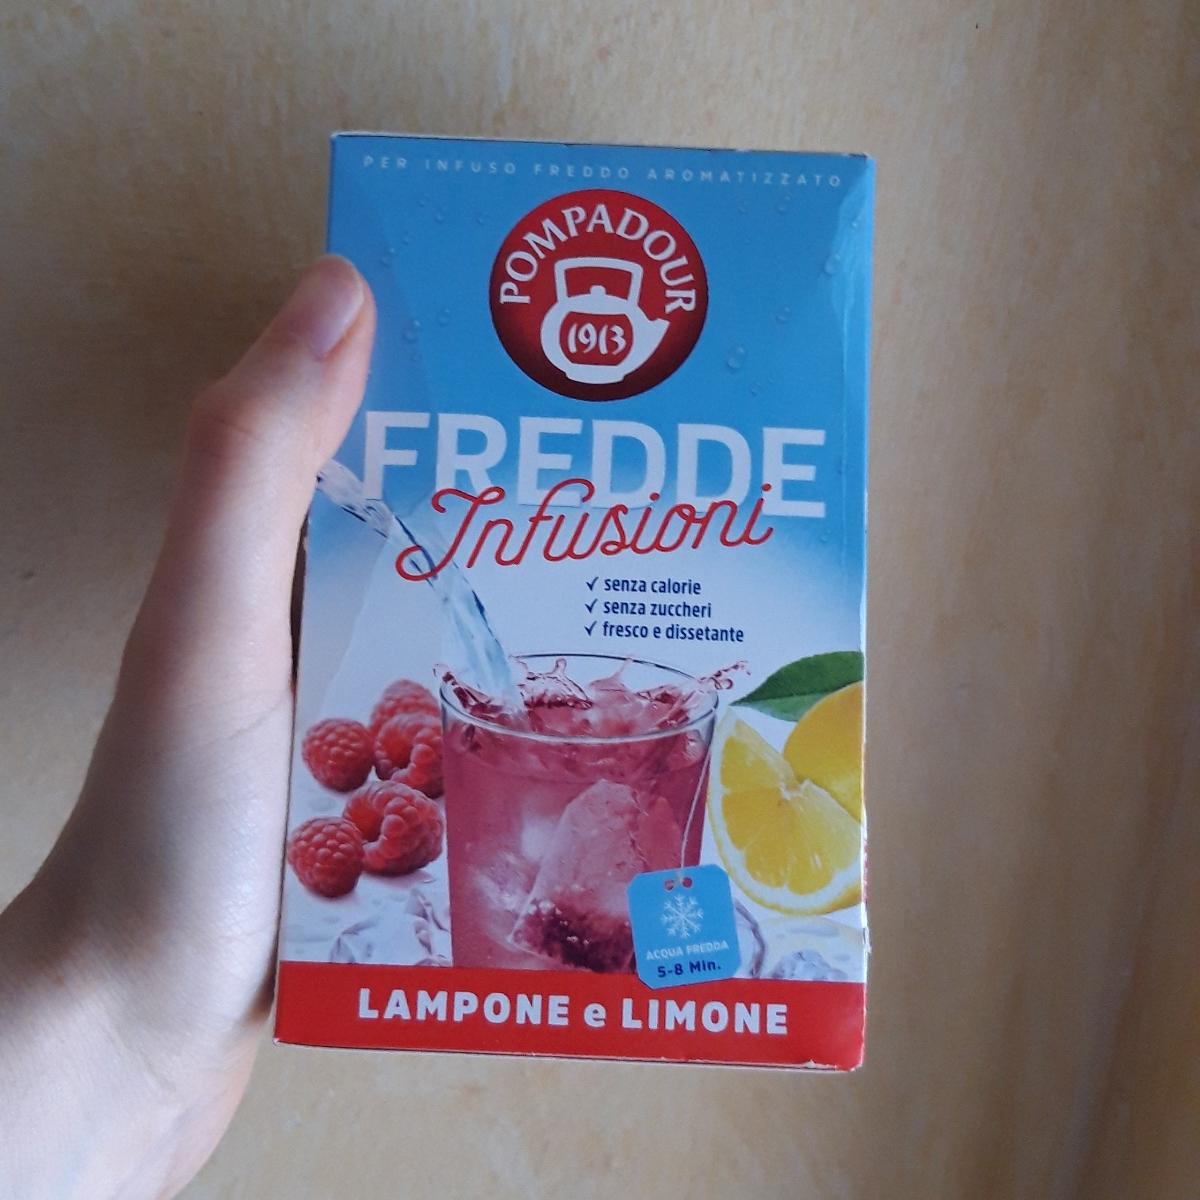 PER INFUSO FREDDO AROMATIZZATO
POMPADOUR
1913
FREDDE
Infusioni
✓ senza calorie
✓ senza zuccheri
✓ fresco e dissetante
ACQUA FREDDA
5-8 Min.
LAMPONE e LIMONE